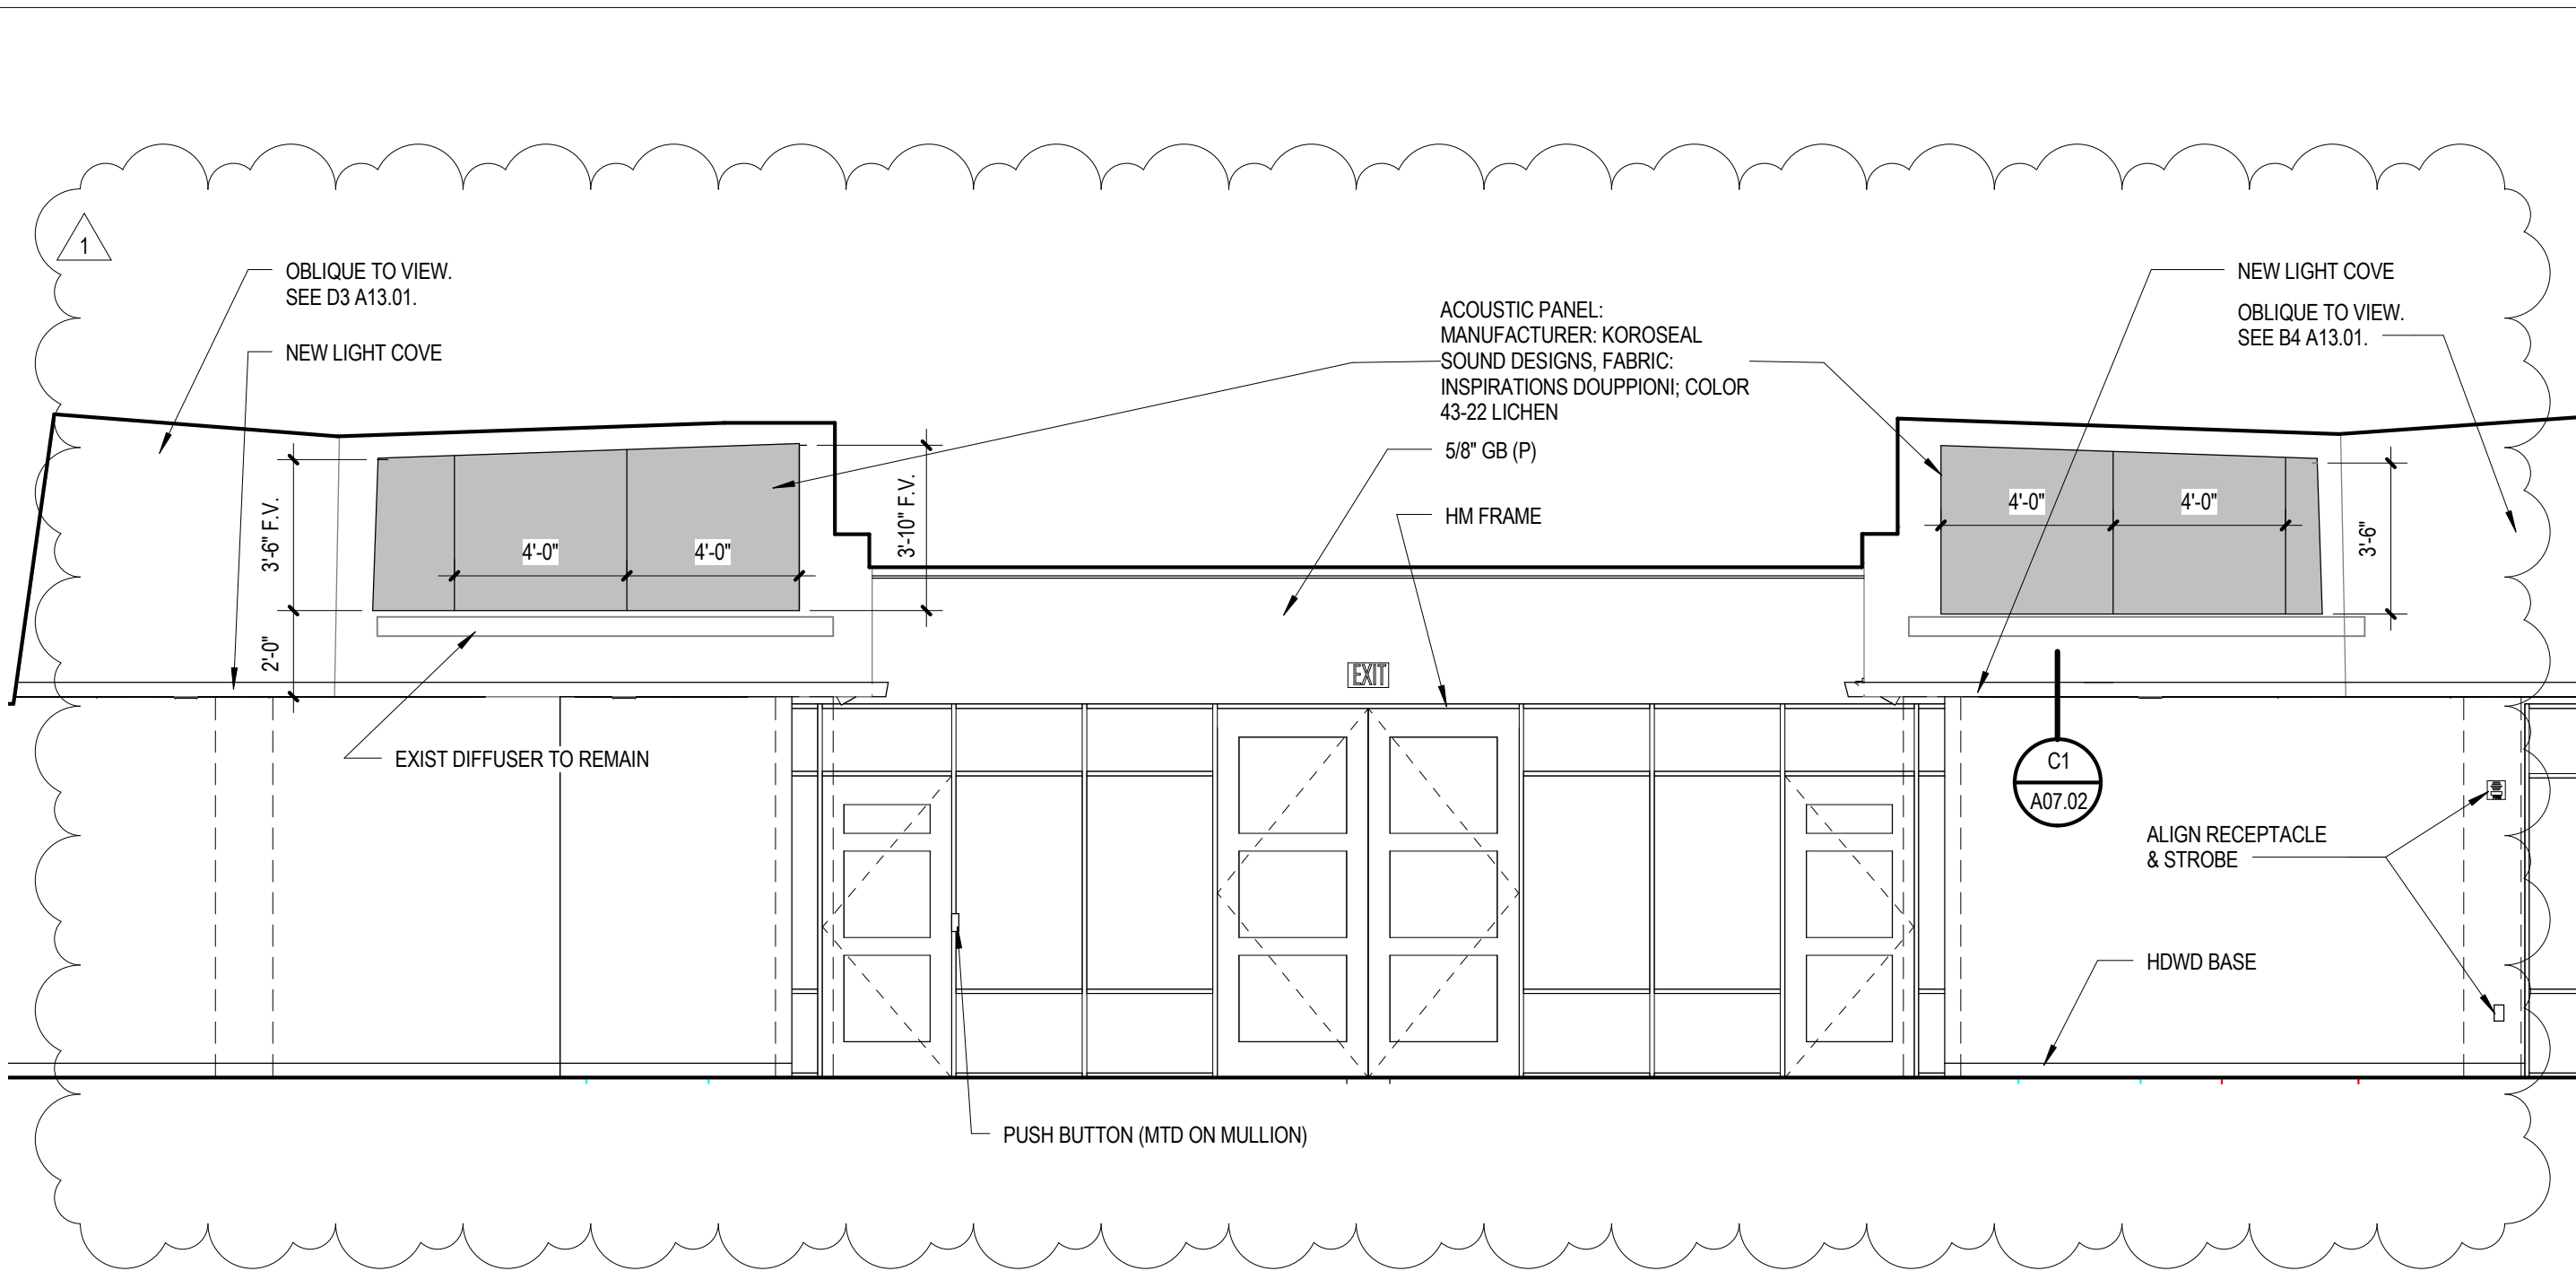 1
OBLIQUE TO VIEW.
SEE D3 A13.01.
NEW LIGHT COVE
ACOUSTIC PANEL:
MANUFACTURER: KOROSEAL
SOUND DESIGNS, FABRIC:
INSPIRATIONS DOUPPIONI; COLOR
43-22 LICHEN
5/8" GB (P)
HM FRAME
NEW LIGHT COVE
OBLIQUE TO VIEW.
SEE B4 A13.01.
3'-6" F.V.
2'-0"
4'-0"
4'-0"
3'-10" F.V.
4'-0"
4'-0"
3'-6"
EXIT
EXIST DIFFUSER TO REMAIN
C1
A07.02
ALIGN RECEPTACLE
& STROBE
HDWD BASE
PUSH BUTTON (MTD ON MULLION)